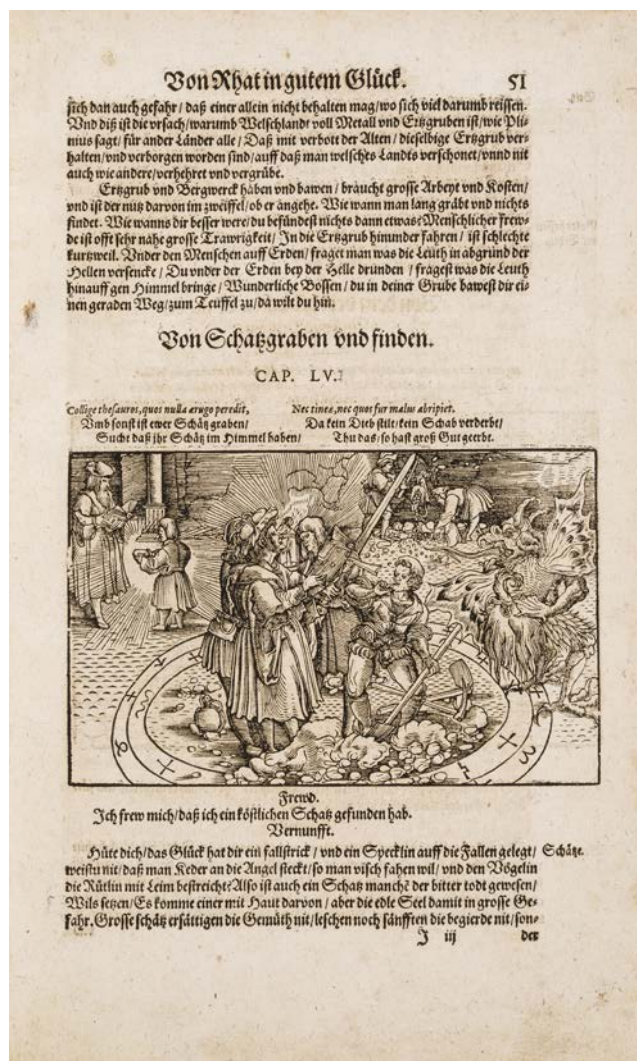 Von Rhat in gutem Glück. 51
sich dan auch gefahr / daß einer allein nicht behalten mag / wo sich viel darumb reissen.
Vnd diß ist die vrsach / warumb Welschlandt voll Metall vnd Ertzgruben ist / wie Pli-
nius sagt / für ander Länder alle / Daß mit verbott der Alten / dieselbige Ertzgrub ver-
halten / vnd verborgen worden sind / auff daß man welschts Landts verschonet / vnnd nit
auch wie andere / verhehret vnd vergrübe.
Ertzgrub vnd Bergwerck haben vnd bawen / braucht grosse Arbeyt vnd Kosten /
vnd ist der nutz darvon im zweiffel / ob er angehe. Wie wann man lang gräbt vnd nichts
findet. Wie wanns dir besser were / du befündest nichts dann etwas Menschlicher frew-
de ist offt sehr nahe grosse Trawrigkeit / In die Ertzgrub hinunder fahren / ist schlechte
kurtzweil. Vnder den Menschen auff Erden / fraget man was die Leuth in abgrund der
Hellen versencke / Du vnder der Erden bey der Helle drunden / fragest was die Leuth
hinauff gen Himmel bringe / Wunderliche Bossen / du in deiner Grube bawest dir ei-
nen geraden Weg / zum Teuffel zu / da wilt du hin.
Von Schatzgraben vnd finden.
CAP. LV.
Collige thesauros, quos nulla ærugo peredit, Nec tinea, nec quos fur malus abripiet.
Vmb sonst ist ewer Schätz graben / Da kein Dieb stilt / kein Schab verderbt /
Sucht daß jhr Schätz im Himmel haben / Thu das / so hast groß Gut geerbt.
Frewd.
Ich frew mich / daß ich ein köstlichen Schatz gefunden hab.
Vernunfft.
Hüte dich / das Glück hat dir ein fallstrick / vnd ein Specklin auff die Fallen gelegt / Schätze.
weistu nit / daß man Keder an die Angel steckt / so man visch fahen wil / vnd den Vögelin
die Rütlin mit Leim bestreicht? Also ist auch ein Schatz manchē der bitter todt gewesen /
Wils setzen / Es komme einer mit Haut darvon / aber die edle Seel damit in grosse Ge-
fahr. Grosse schätz ersättigen die Gemüth nit / leschen noch sänfften die begierde nit / son-
J iij der